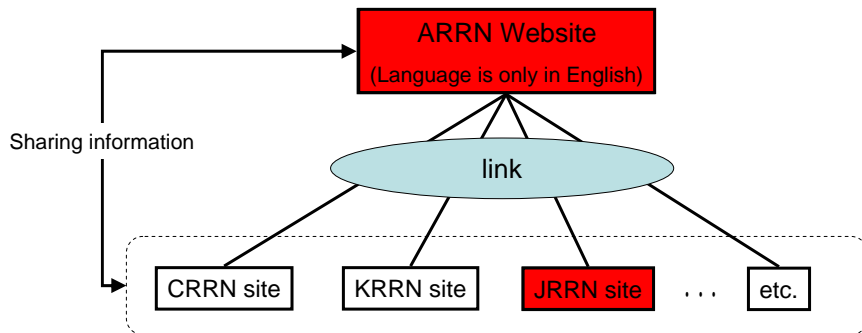 ARRN Website
(Language is only in English)
Sharing information
link
CRRN site
KRRN site
JRRN site
. . .
etc.